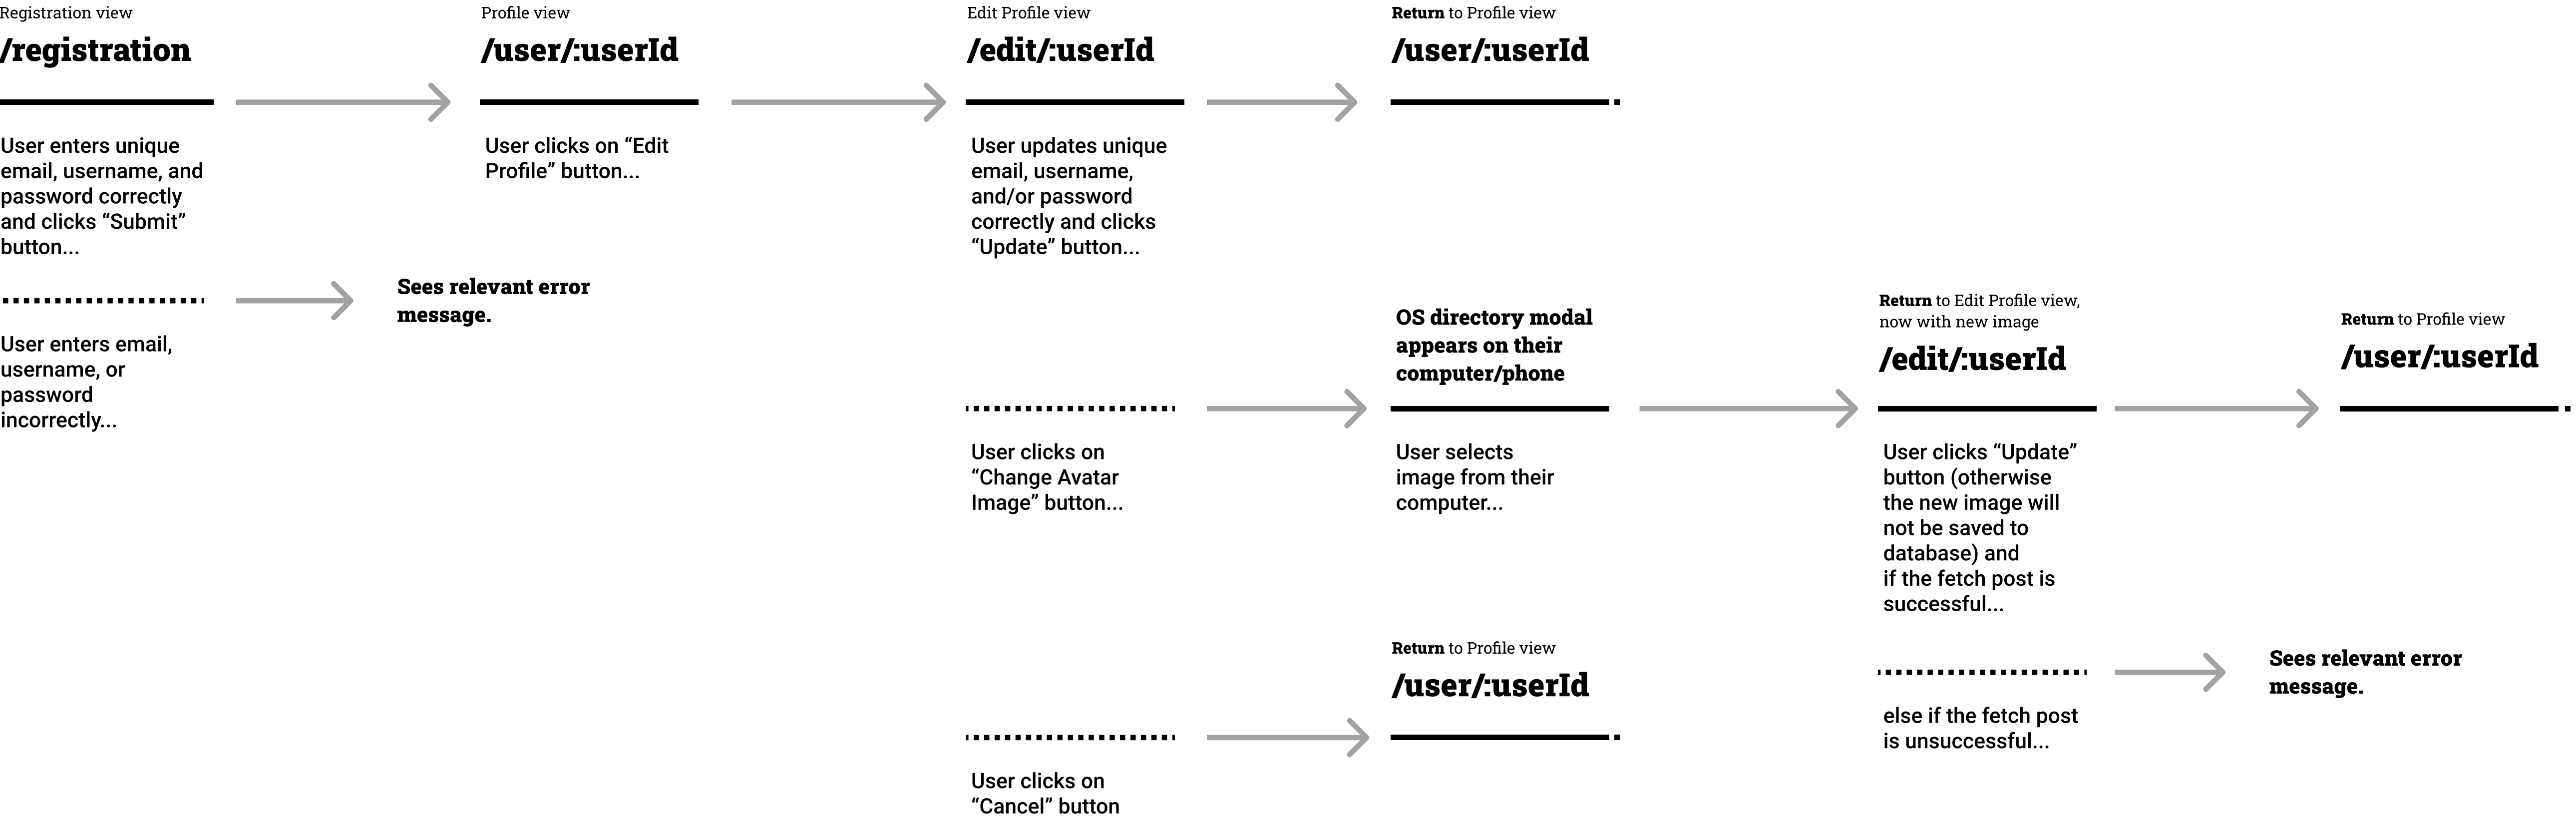 Registration view
/registration
User enters unique
email, username, and
password correctly
and clicks “Submit”
button...
User enters email,
username, or
password
incorrectly...
Sees relevant error
message.
Profile view
/user/:userId
User clicks on “Edit
Profile” button...
Edit Profile view
/edit/:userId
User updates unique
email, username,
and/or password
correctly and clicks
“Update” button...
Return to Profile view
/user/:userId
User clicks on
“Change Avatar
Image” button...
OS directory modal
appears on their
computer/phone
User selects
image from their
computer...
Return to Edit Profile view,
now with new image
/edit/:userId
User clicks “Update”
button (otherwise
the new image will
not be saved to
database) and
if the fetch post is
successful...
Return to Profile view
/user/:userId
else if the fetch post
is unsuccessful...
Sees relevant error
message.
User clicks on
“Cancel” button
Return to Profile view
/user/:userId